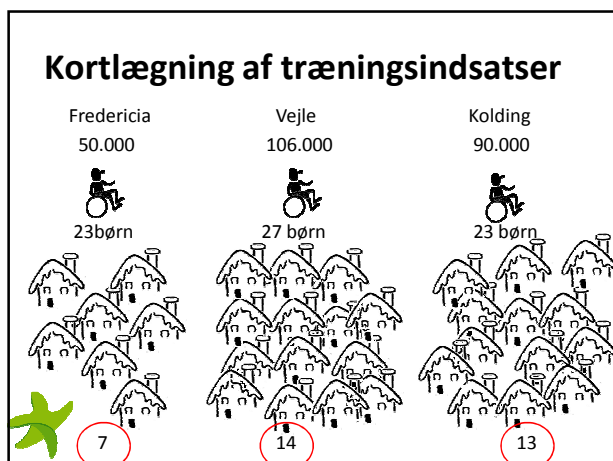 Kortlægning af træningsindsatser
Fredericia Vejle Kolding
50.000 106.000 90.000
23børn 27 børn 23 børn
7 14 13